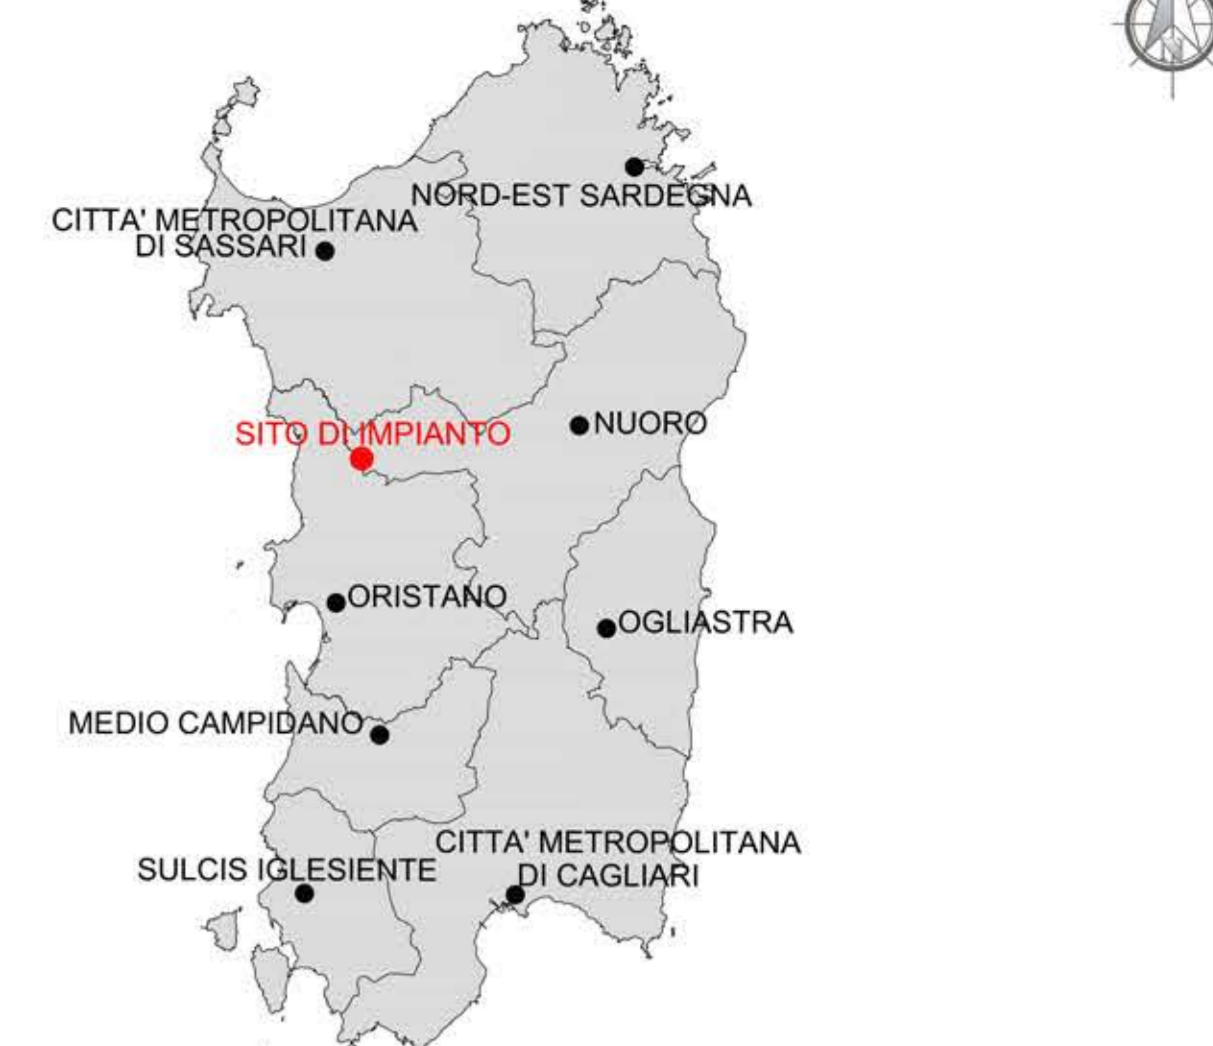 N
NORD-EST SARDEGNA
CITTA' METROPOLITANA
DI SASSARI
SITO DI IMPIANTO
NUORO
ORISTANO
OGLIASTRA
MEDIO CAMPIDANO
CITTA' METROPOLITANA
DI CAGLIARI
SULCIS IGLESIENTE